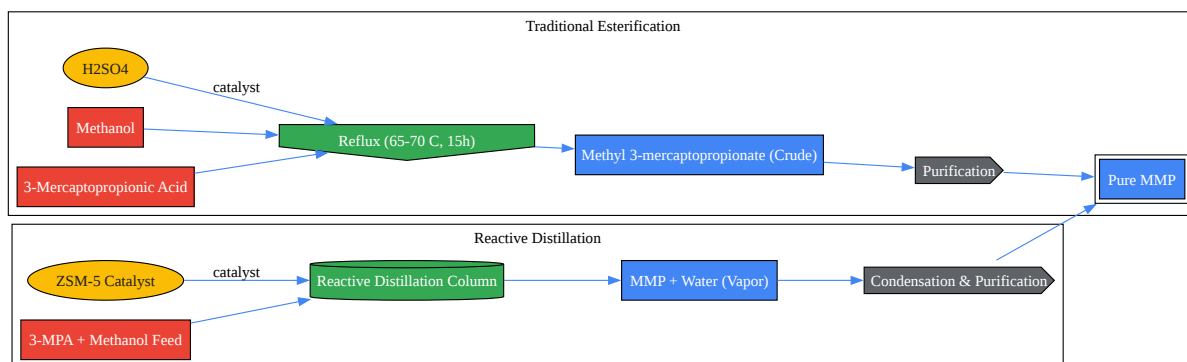 Traditional Esterification
H2SO4
catalyst
Methanol
Reflux (65-70 C, 15h)
Methyl 3-mercaptopropionate (Crude)
Purification
Pure MMP
3-Mercaptopropionic Acid
Reactive Distillation
ZSM-5 Catalyst
catalyst
Reactive Distillation Column
MMP + Water (Vapor)
Condensation & Purification
3-MPA + Methanol Feed